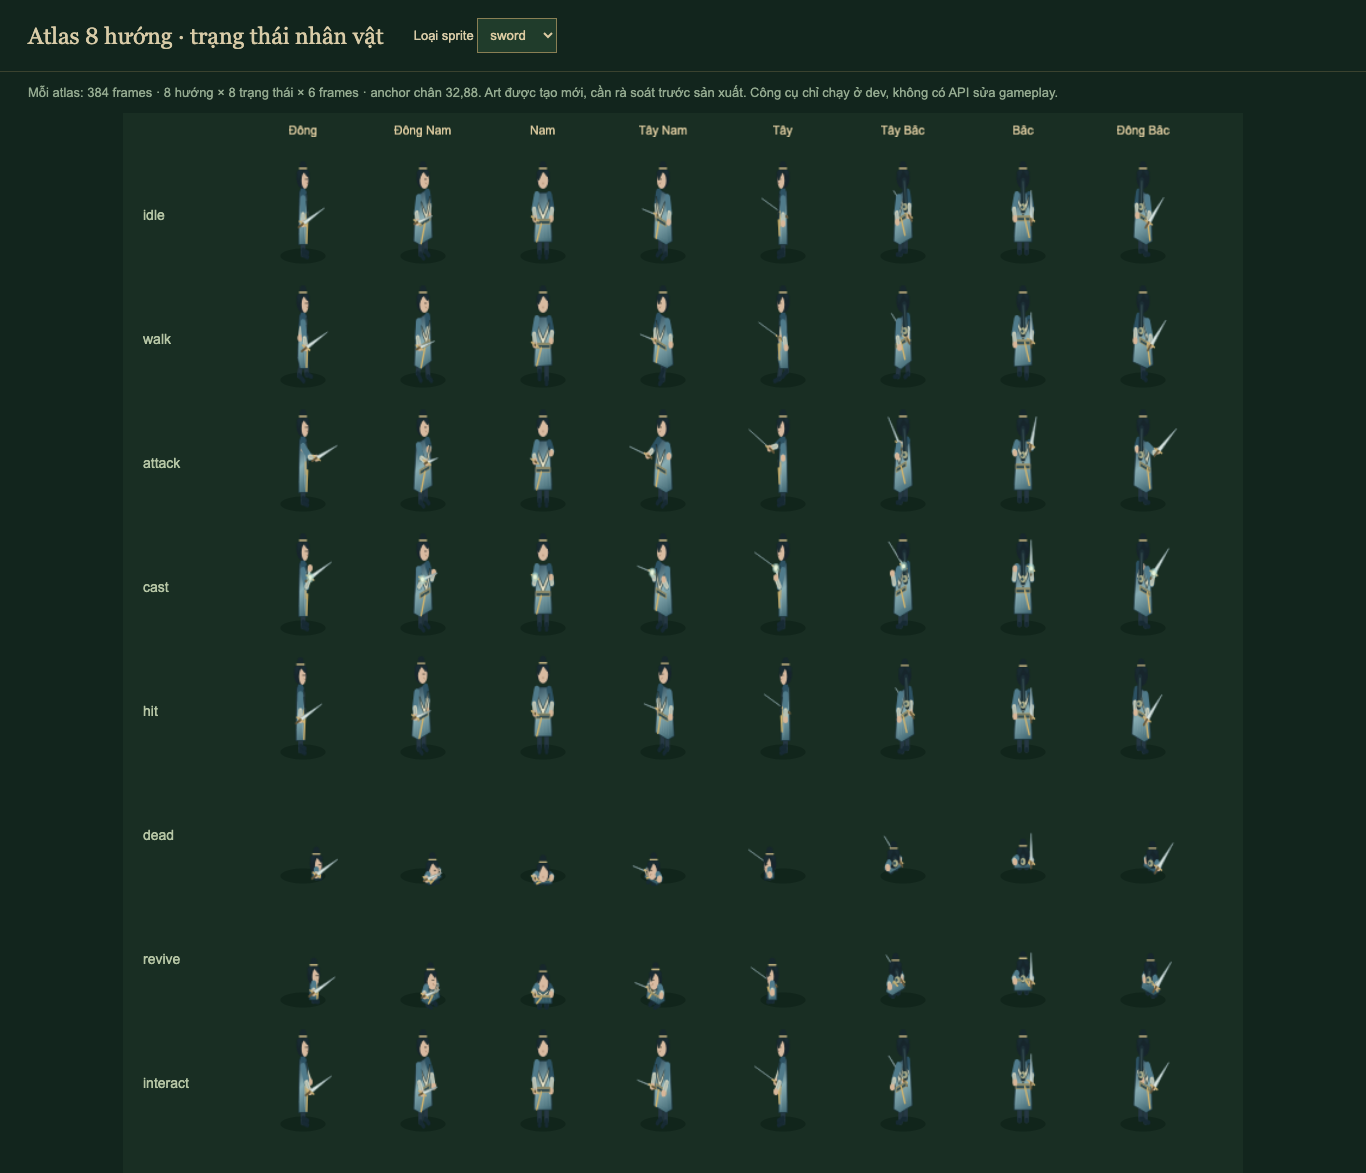 Atlas 8 hướng · trạng thái nhân vật
Loại sprite sword
Mỗi atlas: 384 frames · 8 hướng × 8 trạng thái × 6 frames · anchor chân 32,88. Art được tạo mới, cần rà soát trước sản xuất. Công cụ chỉ chạy ở dev, không có API sửa gameplay.
Đông Đông Nam Nam Tây Nam Tây Tây Bắc Bắc Đông Bắc
idle
walk
attack
cast
hit
dead
revive
interact